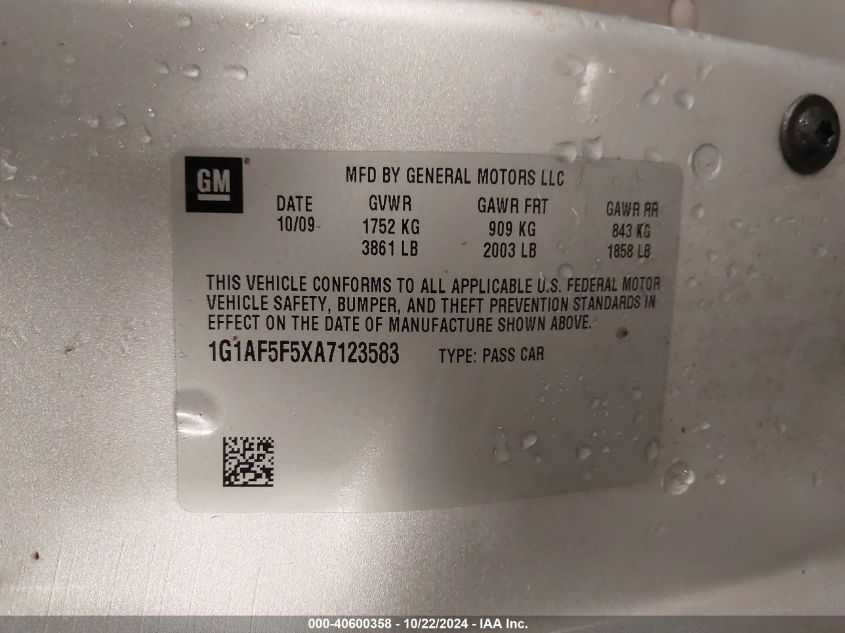 GM ®
MFD BY GENERAL MOTORS LLC
DATE GVWR GAWR FRT GAWR RR
10/09 1752 KG 909 KG 843 KG
3861 LB 2003 LB 1858 LB
THIS VEHICLE CONFORMS TO ALL APPLICABLE U.S. FEDERAL MOTOR
VEHICLE SAFETY, BUMPER, AND THEFT PREVENTION STANDARDS IN
EFFECT ON THE DATE OF MANUFACTURE SHOWN ABOVE.
1G1AF5F5XA7123583 TYPE: PASS CAR
000-40600358 - 10/22/2024 - IAA Inc.